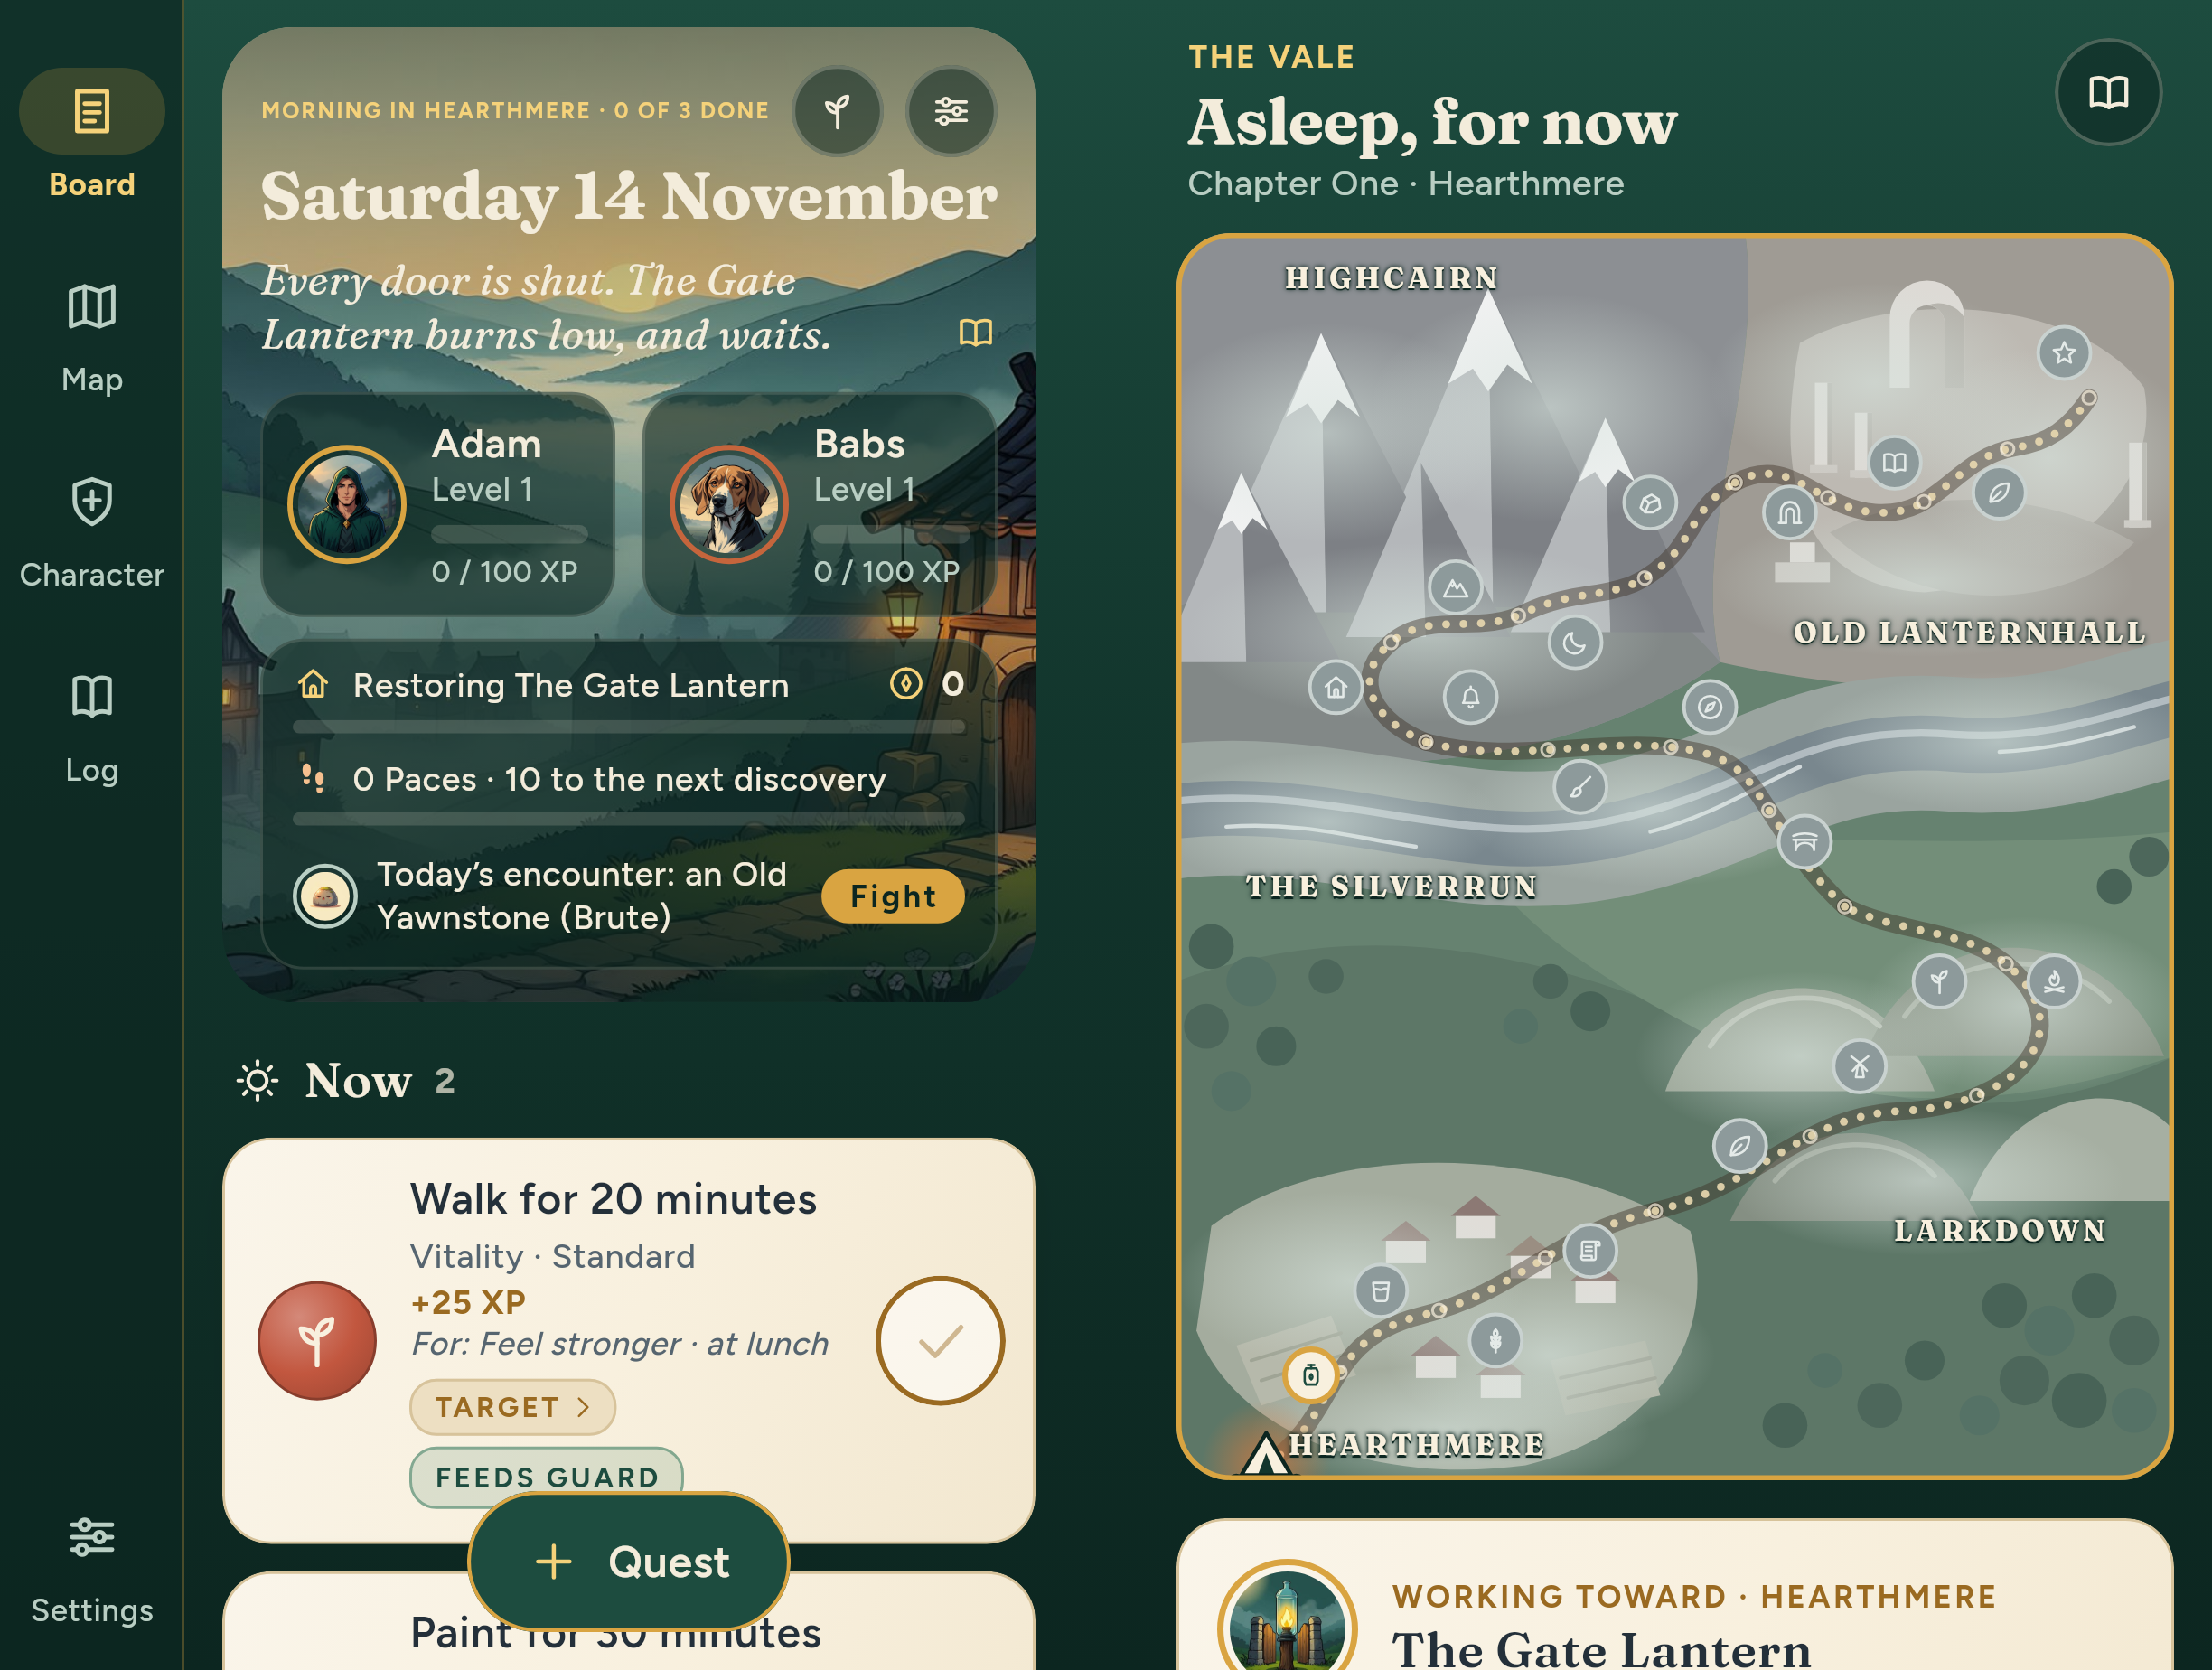 Board
Map
Character
Log
Settings
MORNING IN HEARTHMERE · 0 OF 3 DONE
Saturday 14 November
Every door is shut. The Gate
Lantern burns low, and waits.
Adam
Level 1
0 / 100 XP
Babs
Level 1
0 / 100 XP
Restoring The Gate Lantern
0
0 Paces · 10 to the next discovery
Today’s encounter: an Old
Yawnstone (Brute)
Fight
Now 2
Walk for 20 minutes
Vitality · Standard
+25 XP
For: Feel stronger · at lunch
TARGET
FEEDS GUARD
Quest
Paint for 30 minutes
THE VALE
Asleep, for now
Chapter One · Hearthmere
HIGHCAIRN
OLD LANTERNHALL
THE SILVERRUN
LARKDOWN
HEARTHMERE
WORKING TOWARD · HEARTHMERE
The Gate Lantern